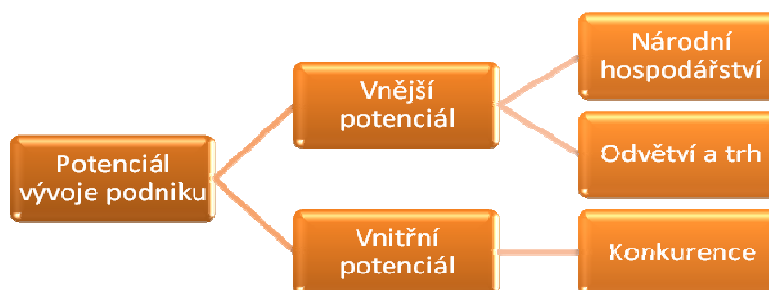 Potenciál
vývoje podniku
Vnější
potenciál
Národní
hospodářství
Odvětví a trh
Vnitřní
potenciál
Konkurence